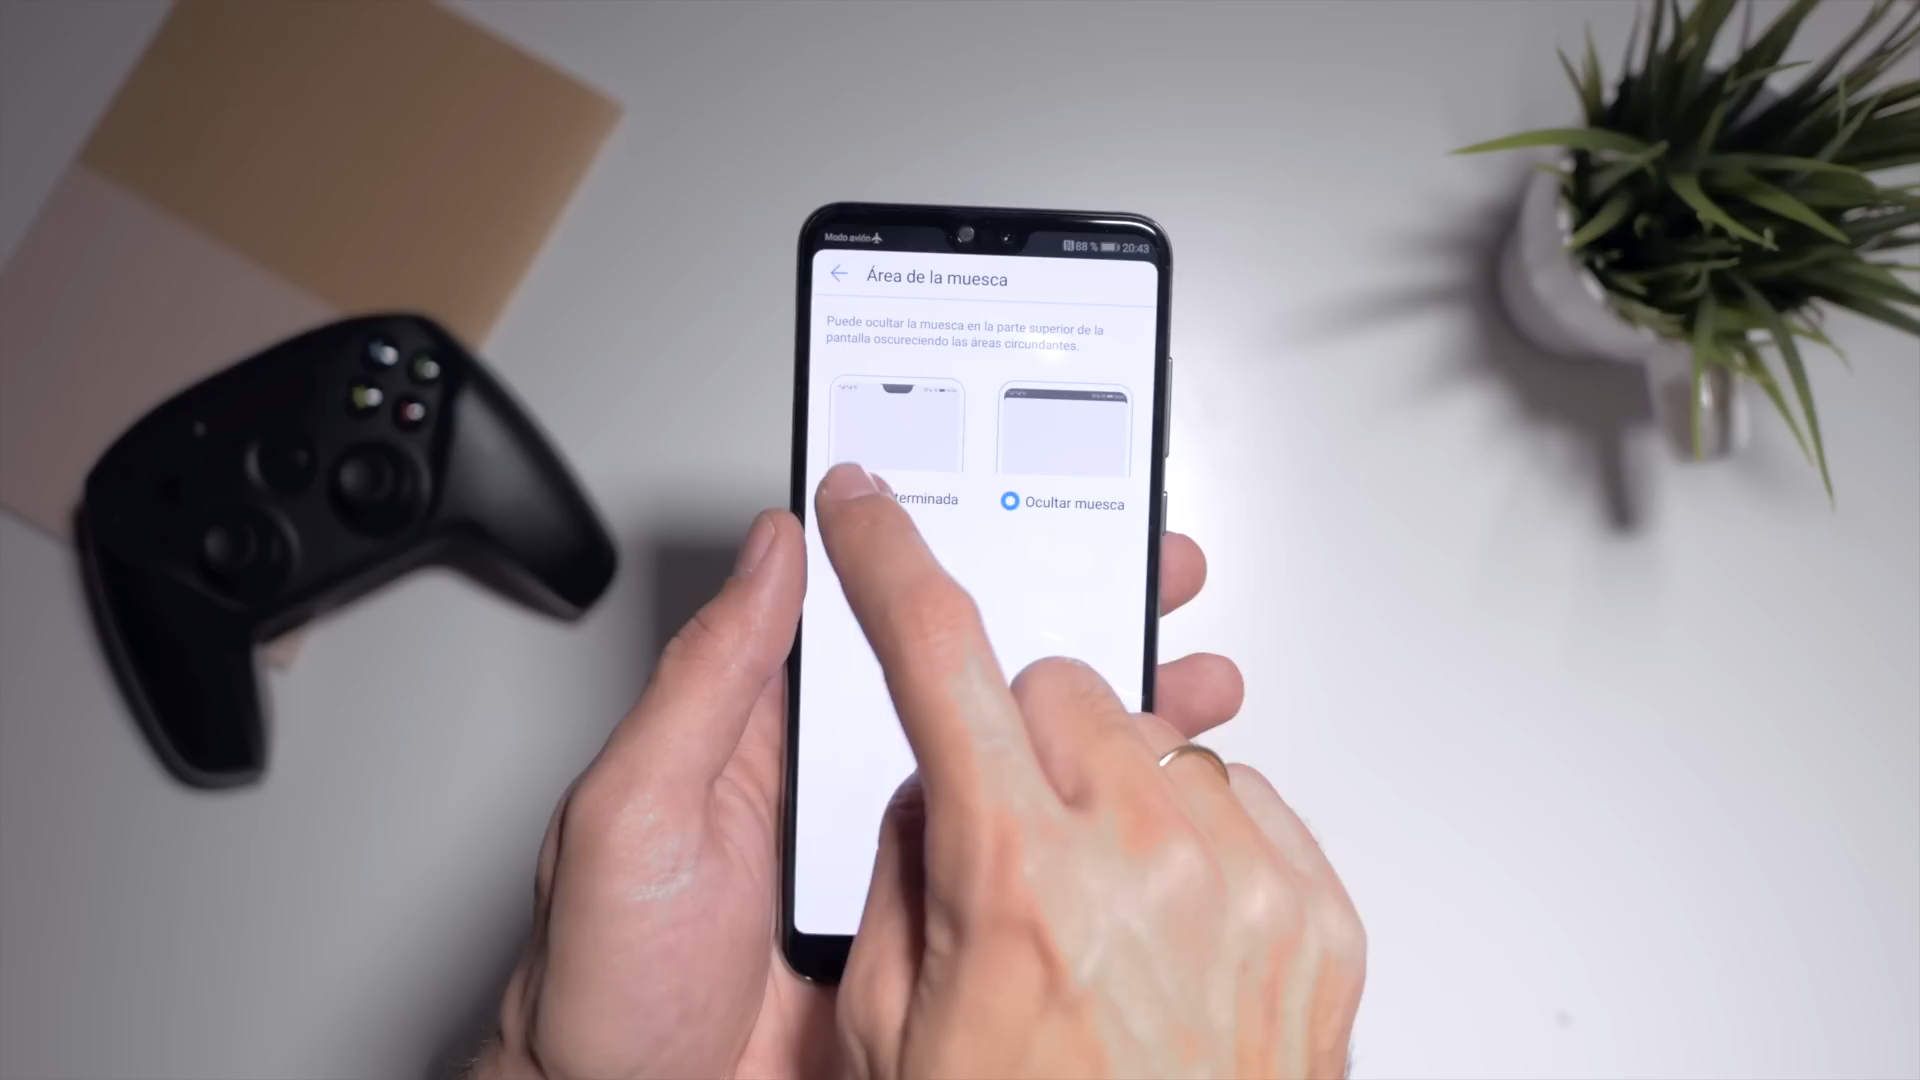 Modo avión
88 % 20:43
Área de la muesca
Puede ocultar la muesca en la parte superior de la
pantalla oscureciendo las áreas circundantes.
terminada
Ocultar muesca